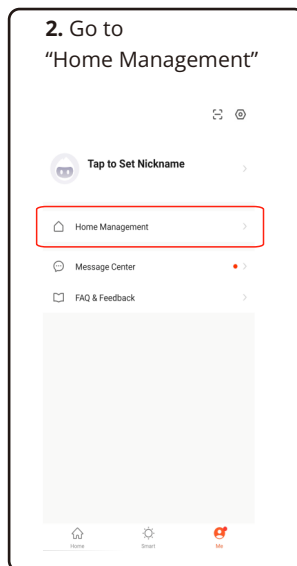 2. Go to
“Home Management”
Tap to Set Nickname
Home Management
Message Center
FAQ & Feedback
Home Smart Me